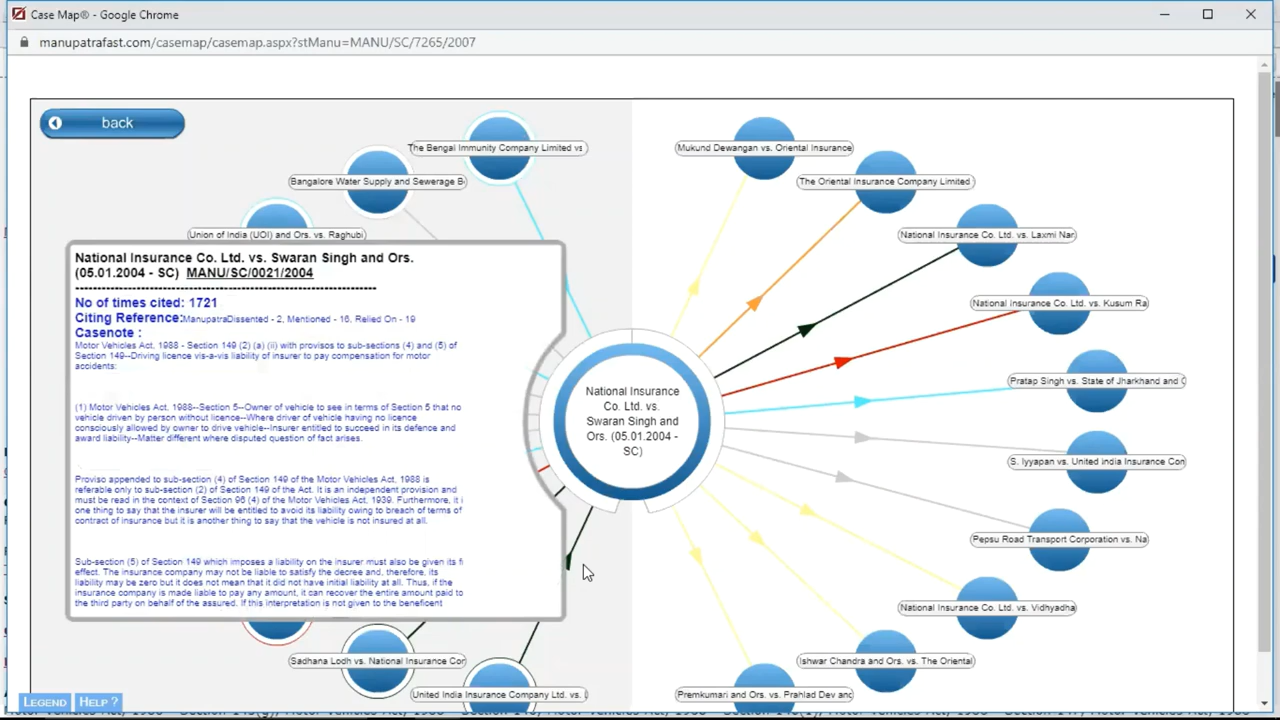 Case Map® - Google Chrome
manupatrafast.com/casemap/casemap.aspx?stManu=MANU/SC/7265/2007
back
The Bengal Immunity Company Limited vs
Bangalore Water Supply and Sewerage B
Union of India (UOI) and Ors. vs. Raghubi
Mukund Dewangan vs. Oriental Insurance
The Oriental Insurance Company Limited
National Insurance Co. Ltd. vs. Laxmi Nar
National Insurance Co. Ltd. vs. Kusum Ra
Pratap Singh vs. State of Jharkhand and
S. Iyyapan vs. United india Insurance Con
Pepsu Road Transport Corporation vs. Na
National Insurance Co. Ltd. vs. Vidhyadha
Ishwar Chandra and Ors. vs. The Oriental
Premkumari and Ors. vs. Prahlad Dev and
National Insurance Co. Ltd. vs. Swaran Singh and Ors.
(05.01.2004 - SC) MANU/SC/0021/2004
No of times cited: 1721
Citing Reference:ManupatraDissented - 2, Mentioned - 16, Relied On - 19
Casenote :
Motor Vehicles Act. 1988 - Section 149 (2) (a) (ii) with provisos to sub-sections (4) and (5) of
Section 149--Driving licence vis-a-vis liability of insurer to pay compensation for motor
accidents:
(1) Motor Vehicles Act. 1988--Section 5--Owner of vehicle to see in terms of Section 5 that no
vehicle driven by person without licence--Where driver of vehicle having no licence
consciously allowed by owner to drive vehicle--Insurer entitled to succeed in its defence and
award liability--Matter different where disputed question of fact arises.
Proviso appended to sub-section (4) of Section 149 of the Motor Vehicles Act, 1988 is
referable only to sub-section (2) of Section 149 of the Act. It is an independent provision and
must be read in the context of Section 96 (4) of the Motor Vehicles Act, 1939. Furthermore, it i
one thing to say that the insurer will be entitled to avoid its liability owing to breach of terms of
contract of insurance but it is another thing to say that the vehicle is not insured at all.
Sub-section (5) of Section 149 which imposes a liability on the insurer must also be given its f
effect. The insurance company may not be liable to satisfy the decree and, therefore, its
liability may be zero but it does not mean that it did not have initial liability at all. Thus, if the
insurance company is made liable to pay any amount, it can recover the entire amount paid to
the third party on behalf of the assured. If this interpretation is not given to the beneficent
National Insurance
Co. Ltd. vs.
Swaran Singh and
Ors. (05.01.2004 -
SC)
Sadhana Lodh vs. National Insurance Cor
United India Insurance Company Ltd. vs.
LEGEND
HELP ?